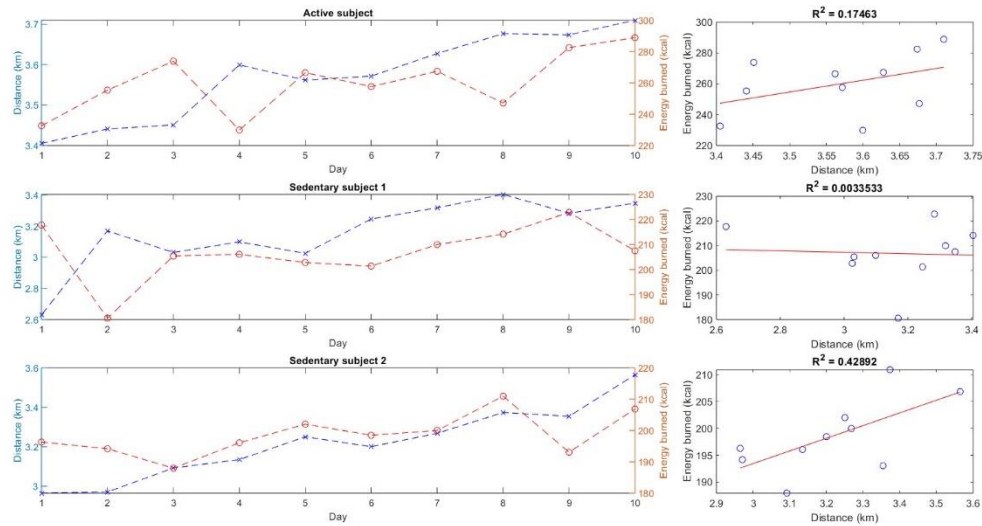 Active subject
Distance (km)
3.7
3.6
3.5
3.4
300
280
260
240
220
Energy burned (kcal)
1 2 3 4 5 6 7 8 9 10
Day
R² = 0.17463
Energy burned (kcal)
300
280
260
240
220
3.4 3.45 3.5 3.55 3.6 3.65 3.7 3.75
Distance (km)
Sedentary subject 1
Distance (km)
3.4
3.2
3
2.8
2.6
230
220
210
200
190
180
Energy burned (kcal)
1 2 3 4 5 6 7 8 9 10
Day
R² = 0.0033533
Energy burned (kcal)
230
220
210
200
190
180
2.6 2.8 3 3.2 3.4
Distance (km)
Sedentary subject 2
Distance (km)
3.6
3.4
3.2
3
220
210
200
190
180
Energy burned (kcal)
1 2 3 4 5 6 7 8 9 10
Day
R² = 0.42892
Energy burned (kcal)
210
205
200
195
190
2.9 3 3.1 3.2 3.3 3.4 3.5 3.6
Distance (km)